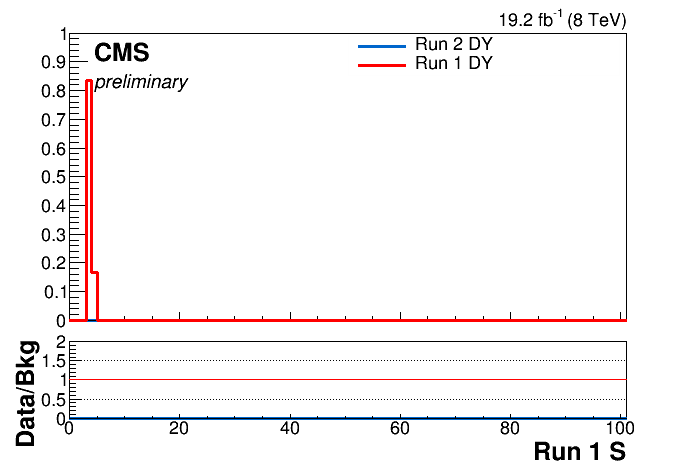 19.2 fb-1 (8 TeV)
CMS
preliminary
Run 2 DY
Run 1 DY
1
0.9
0.8
0.7
0.6
0.5
0.4
0.3
0.2
0.1
0
Data/Bkg
2
1.5
1
0.5
0
0 20 40 60 80 100
Run 1 S